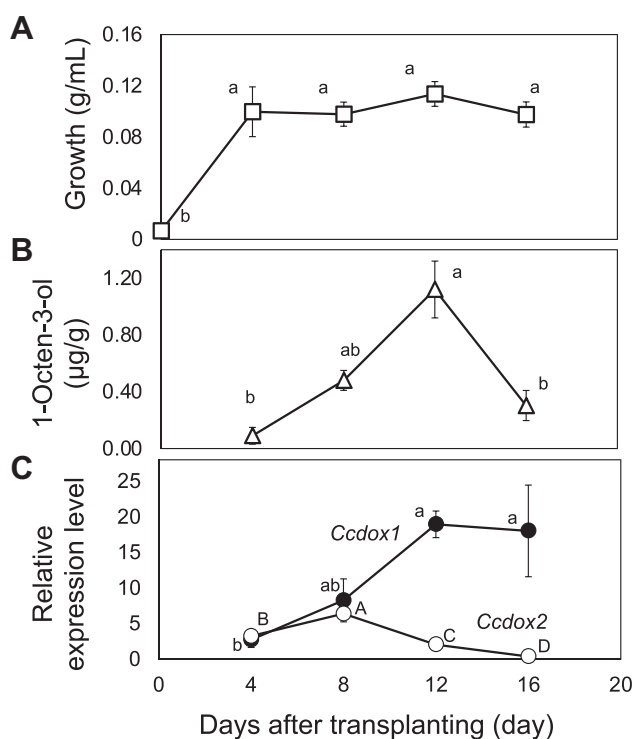 A
Growth (g/mL)
0.16
0.12
0.08
0.04
0
b
a
a
a
a
B
1-Octen-3-ol
(µg/g)
1.20
0.80
0.40
0.00
b
ab
a
b
C
Relative
expression level
25
20
15
10
5
0
Ccdox1
a
a
ab
A
B
b
Ccdox2
C
D
0
4
8
12
16
20
Days after transplanting (day)